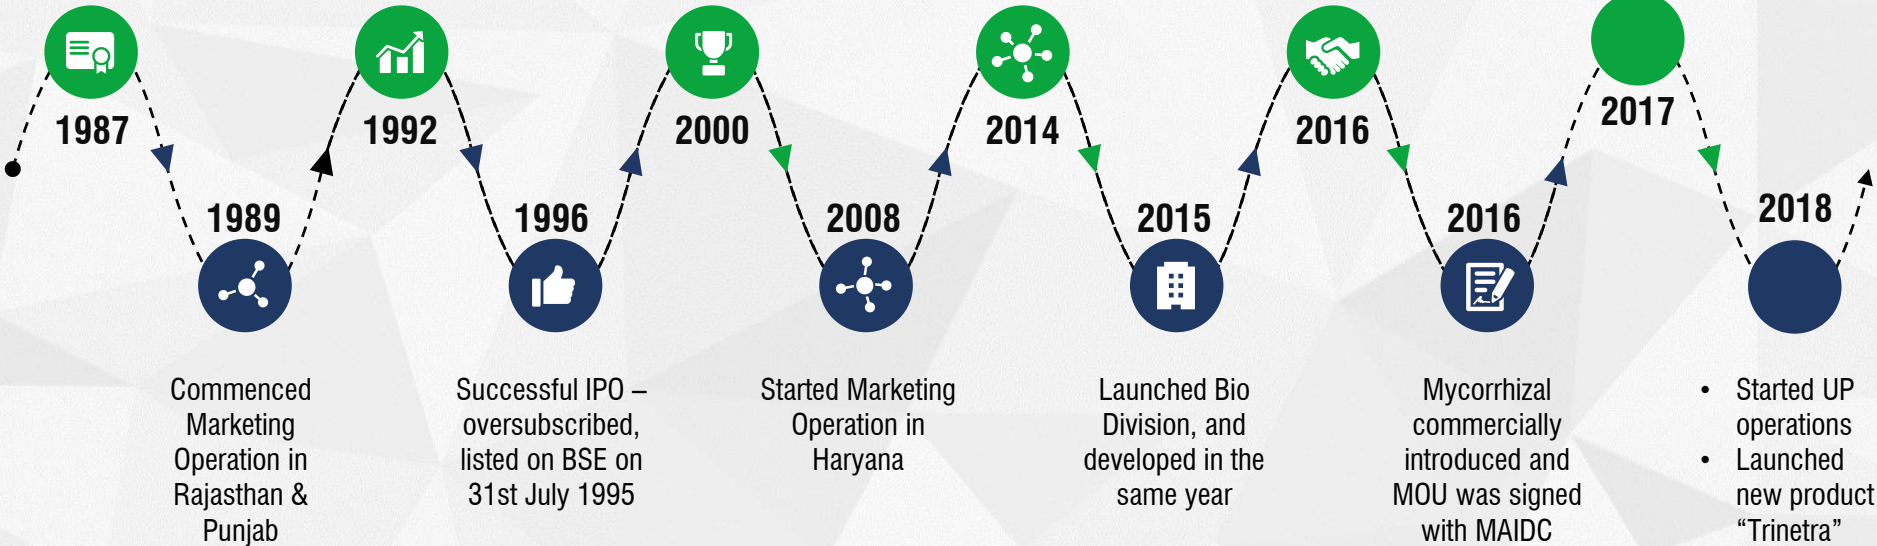 1987
1992
2000
2014
2016
2017
1989
1996
2008
2015
2016
2018
Commenced
Marketing
Operation in
Rajasthan &
Punjab
Successful IPO –
oversubscribed,
listed on BSE on
31st July 1995
Started Marketing
Operation in
Haryana
Launched Bio
Division, and
developed in the
same year
Mycorrhizal
commercially
introduced and
MOU was signed
with MAIDC
• Started UP
operations
• Launched
new product
“Trinetra”